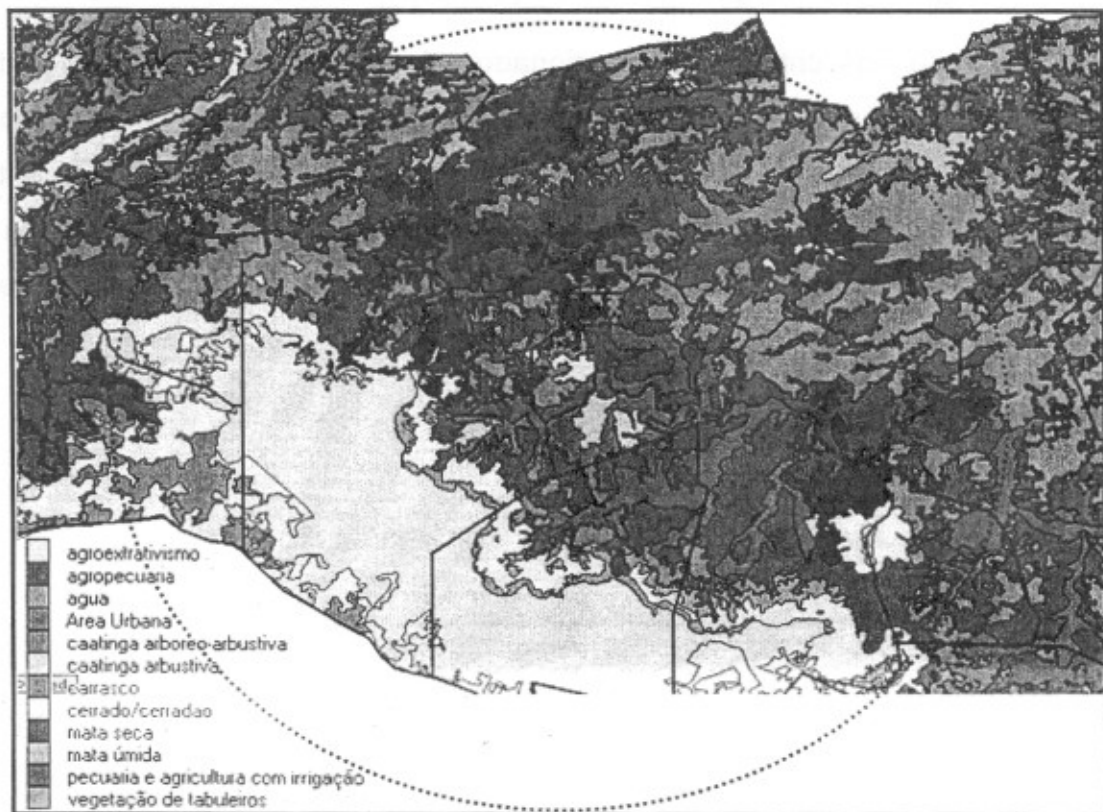 agroextrativismo
agropecuaria
agua
Area Urbana
caatinga arboreo-arbustiva
caatinga arbustiva
carrasco
cerrado/cerradao
mata seca
mata úmida
pecuaria e agricultura com irrigação
vegetação de tabuleiros